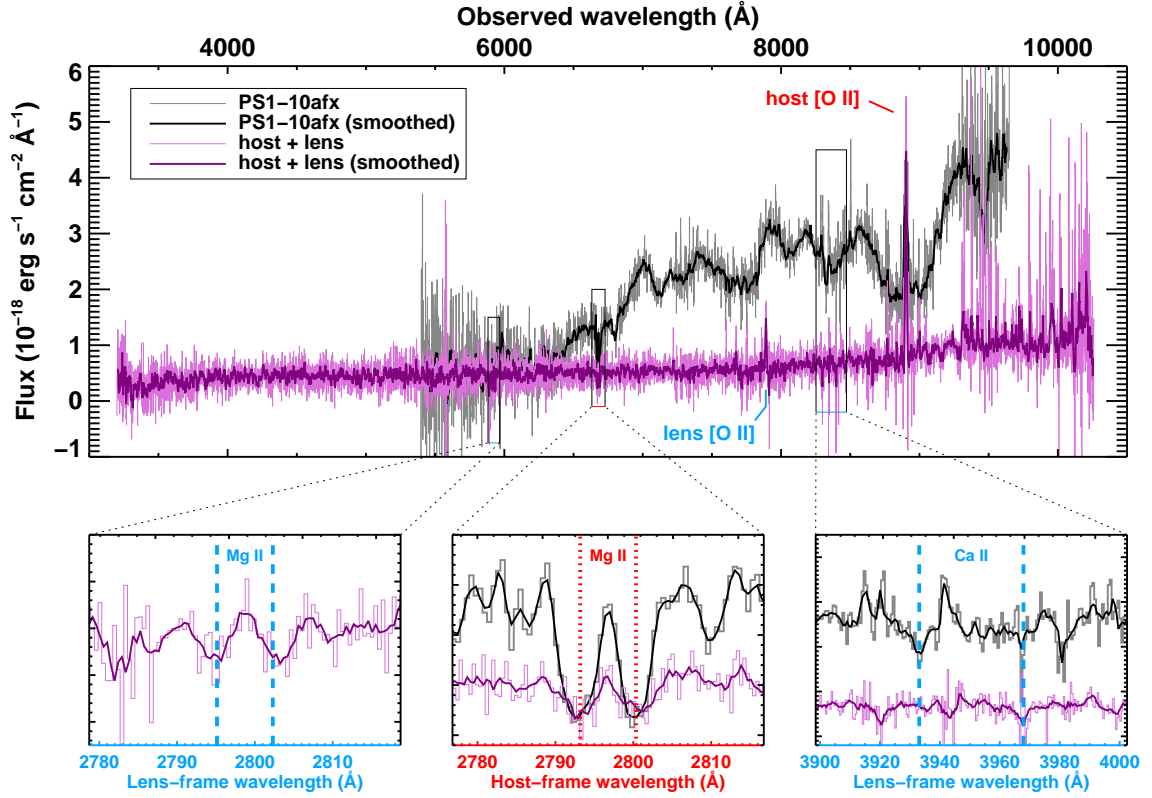 Observed wavelength (Å)
4000 6000 8000 10000
Flux (10⁻¹⁸ erg s⁻¹ cm⁻² Å⁻¹)
6
5
4
3
2
1
0
−1
PS1−10afx
PS1−10afx (smoothed)
host + lens
host + lens (smoothed)
host [O II]
lens [O II]
Mg II
2780 2790 2800 2810
Lens−frame wavelength (Å)
Mg II
2780 2790 2800 2810
Host−frame wavelength (Å)
Ca II
3900 3920 3940 3960 3980 4000
Lens−frame wavelength (Å)